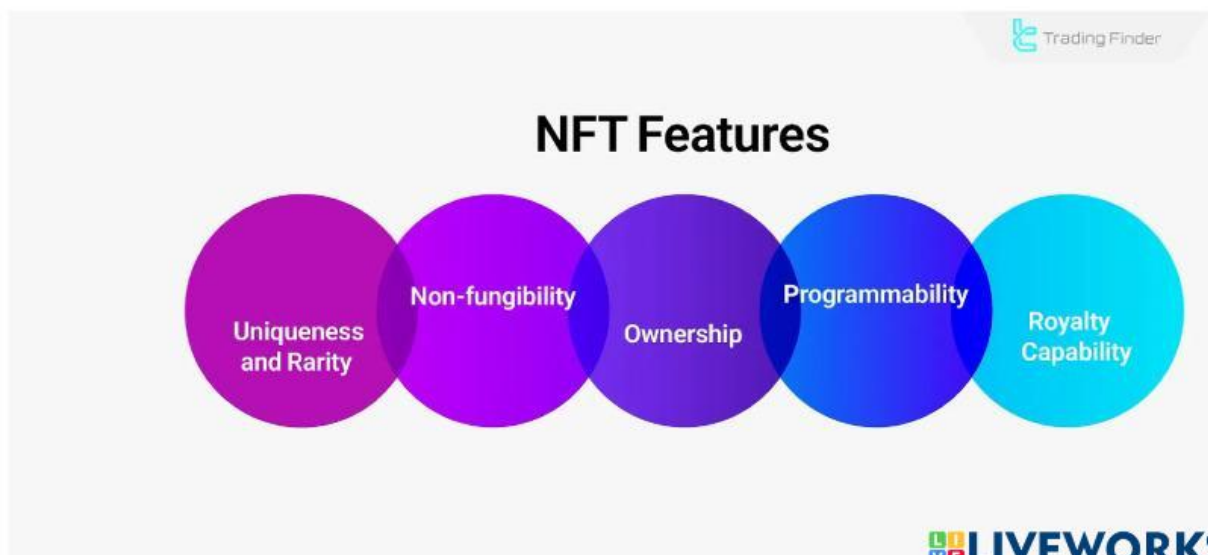 Trading Finder
NFT Features
Uniqueness
and Rarity
Non-fungibility
Ownership
Programmability
Royalty
Capability